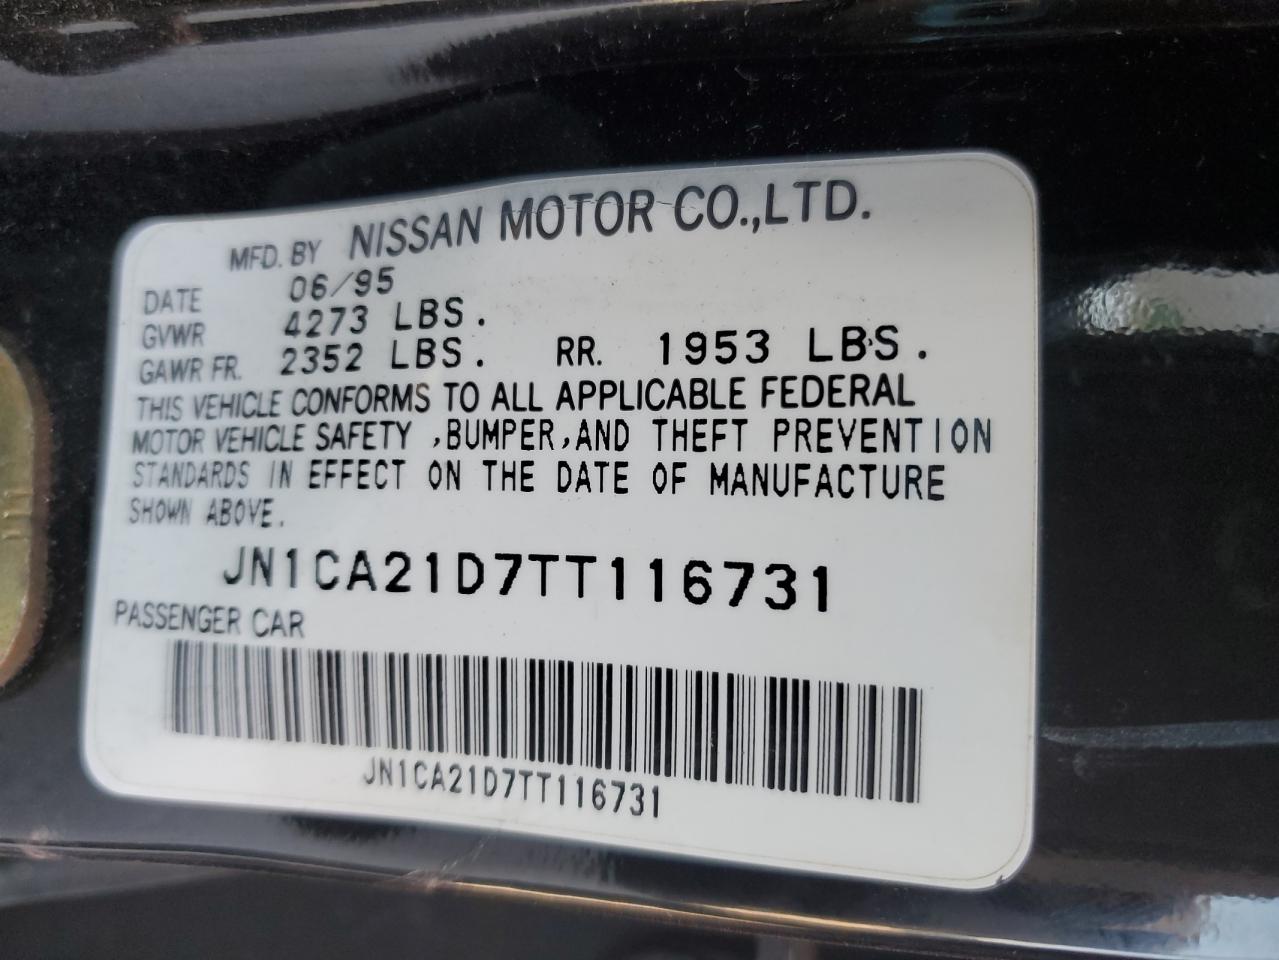 MFD. BY NISSAN MOTOR CO.,LTD.
DATE 06/95
GVWR 4273 LBS.
GAWR FR. 2352 LBS. RR. 1953 LBS.
THIS VEHICLE CONFORMS TO ALL APPLICABLE FEDERAL
MOTOR VEHICLE SAFETY ,BUMPER,AND THEFT PREVENTION
STANDARDS IN EFFECT ON THE DATE OF MANUFACTURE
SHOWN ABOVE.
JN1CA21D7TT116731
PASSENGER CAR
JN1CA21D7TT116731